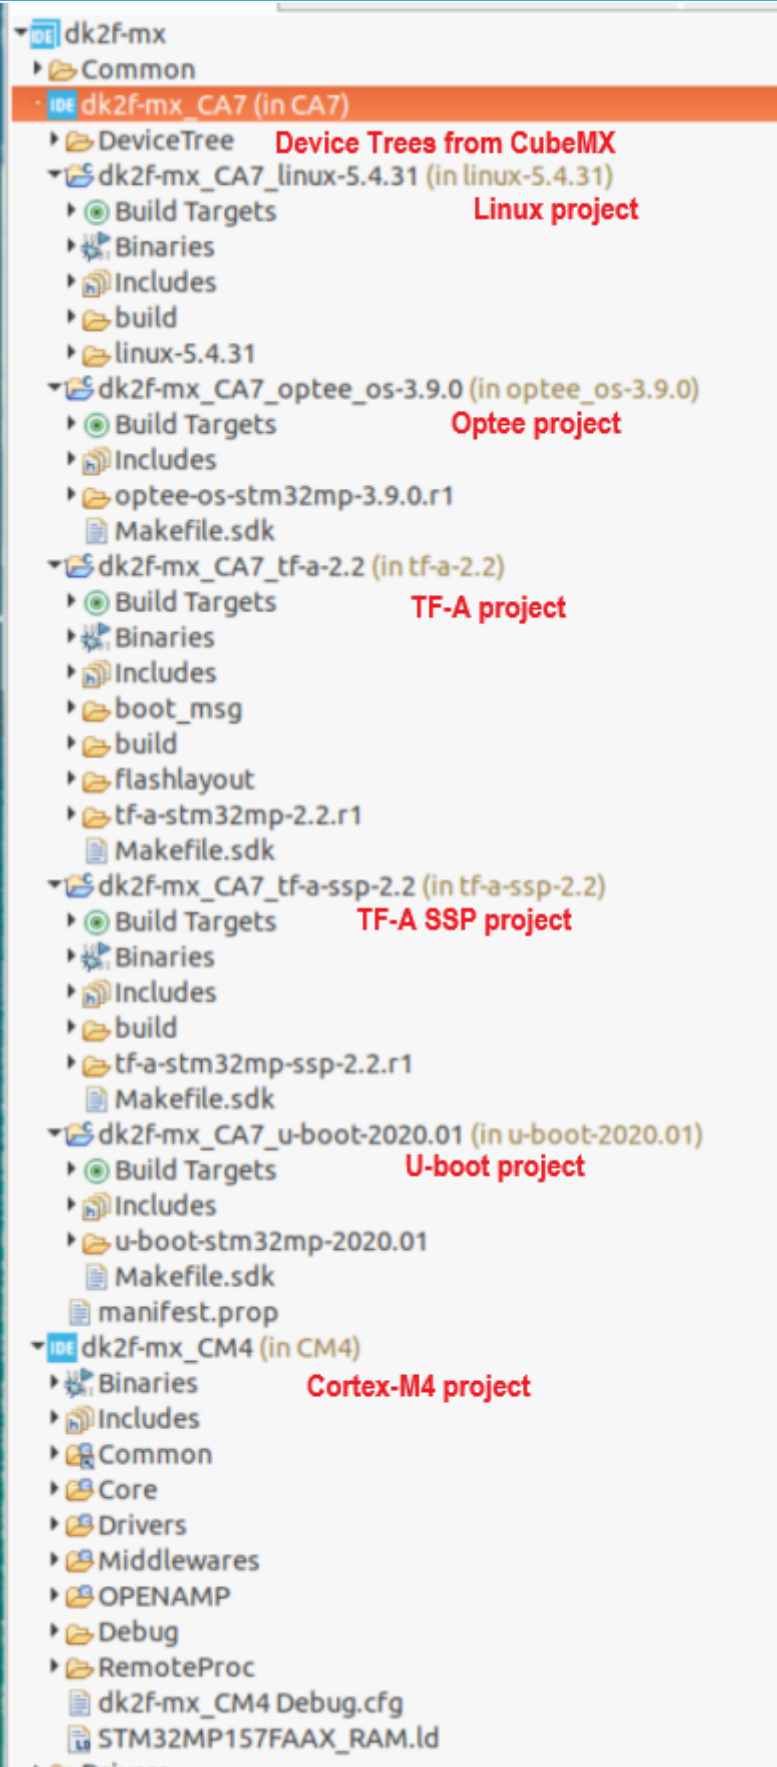 dk2f-mx
Common
dk2f-mx_CA7 (in CA7)
DeviceTree Device Trees from CubeMX
dk2f-mx_CA7_linux-5.4.31 (in linux-5.4.31)
Build Targets Linux project
Binaries
Includes
build
linux-5.4.31
dk2f-mx_CA7_optee_os-3.9.0 (in optee_os-3.9.0)
Build Targets Optee project
Includes
optee-os-stm32mp-3.9.0.r1
Makefile.sdk
dk2f-mx_CA7_tf-a-2.2 (in tf-a-2.2)
Build Targets TF-A project
Binaries
Includes
boot_msg
build
flashlayout
tf-a-stm32mp-2.2.r1
Makefile.sdk
dk2f-mx_CA7_tf-a-ssp-2.2 (in tf-a-ssp-2.2)
Build Targets TF-A SSP project
Binaries
Includes
build
tf-a-stm32mp-ssp-2.2.r1
Makefile.sdk
dk2f-mx_CA7_u-boot-2020.01 (in u-boot-2020.01)
Build Targets U-boot project
Includes
u-boot-stm32mp-2020.01
Makefile.sdk
manifest.prop
dk2f-mx_CM4 (in CM4)
Binaries Cortex-M4 project
Includes
Common
Core
Drivers
Middlewares
OPENAMP
Debug
RemoteProc
dk2f-mx_CM4 Debug.cfg
STM32MP157FAAX_RAM.ld